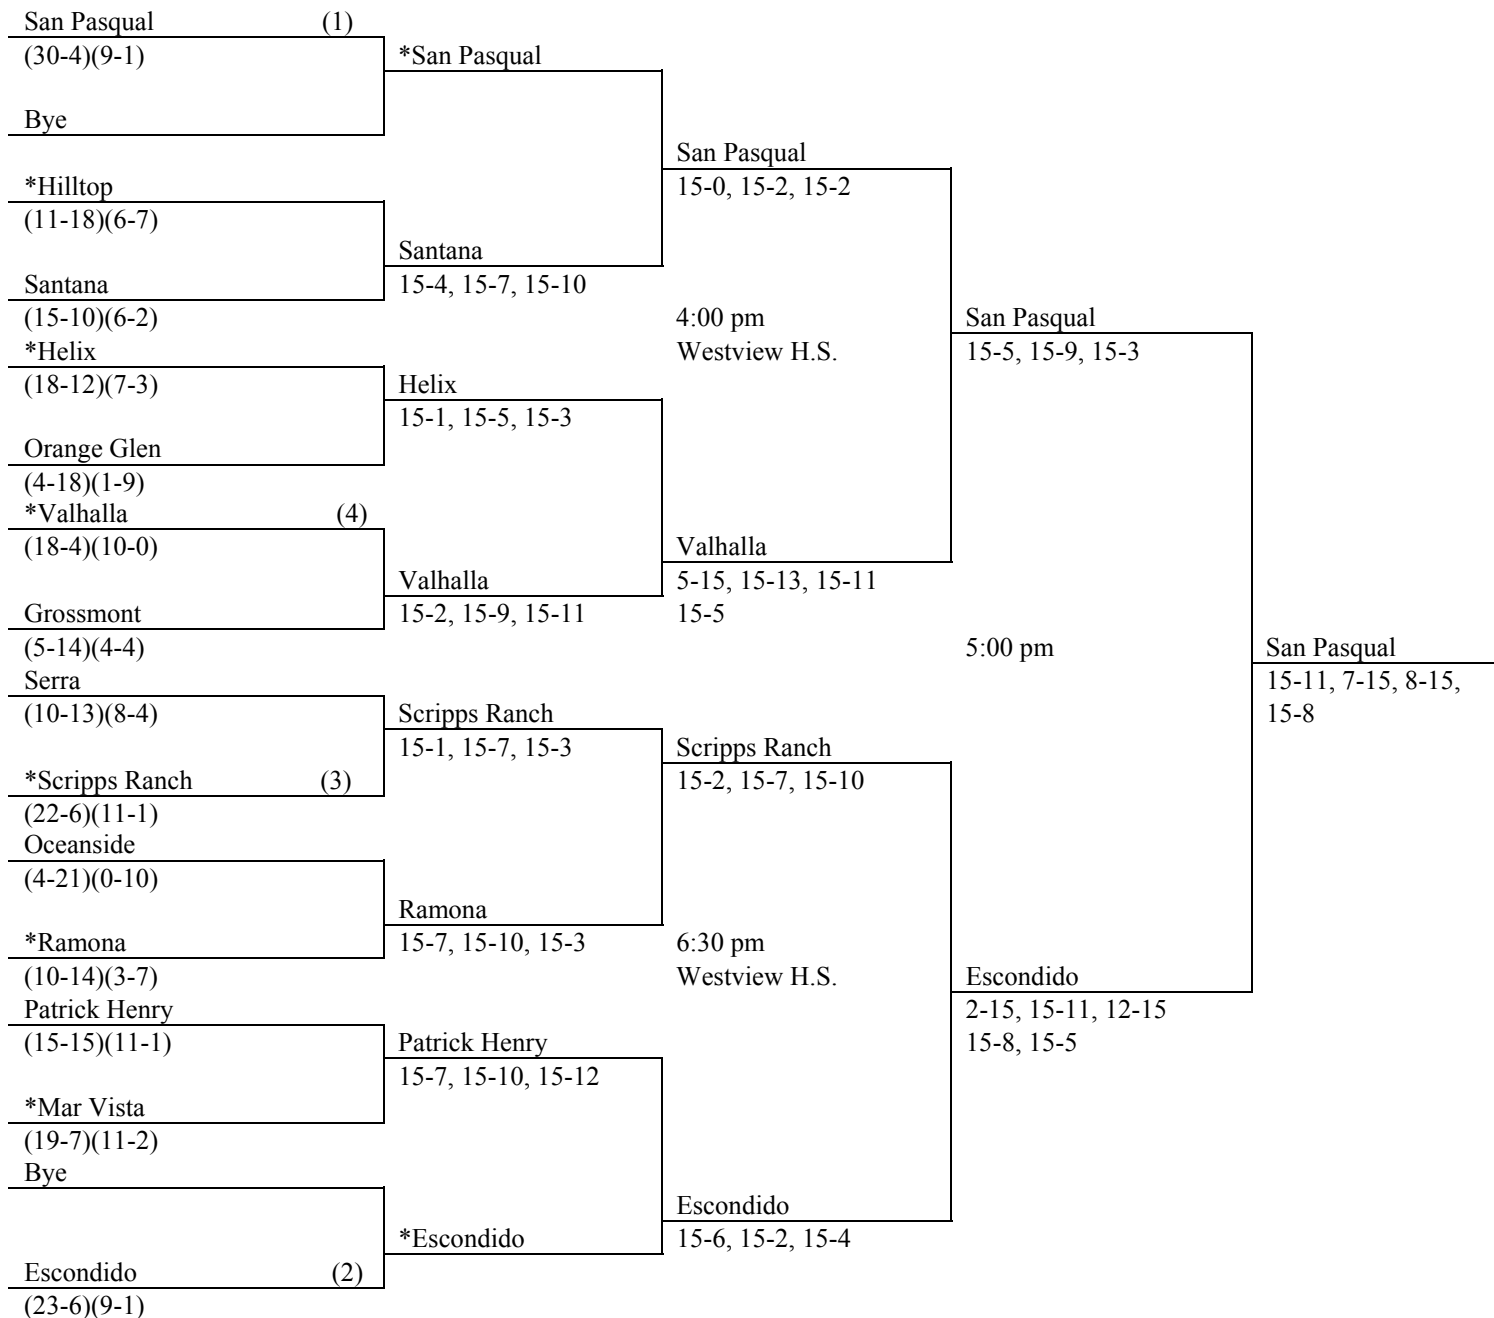 San Pasqual (1)
(30-4)(9-1)
Bye
*Hilltop
(11-18)(6-7)
Santana
(15-10)(6-2)
*Helix
(18-12)(7-3)
Orange Glen
(4-18)(1-9)
*Valhalla (4)
(18-4)(10-0)
Grossmont
(5-14)(4-4)
Serra
(10-13)(8-4)
*Scripps Ranch (3)
(22-6)(11-1)
Oceanside
(4-21)(0-10)
*Ramona
(10-14)(3-7)
Patrick Henry
(15-15)(11-1)
*Mar Vista
(19-7)(11-2)
Bye
Escondido (2)
(23-6)(9-1)
*San Pasqual
Santana
15-4, 15-7, 15-10
Helix
15-1, 15-5, 15-3
Valhalla
15-2, 15-9, 15-11
Scripps Ranch
15-1, 15-7, 15-3
Ramona
15-7, 15-10, 15-3
Patrick Henry
15-7, 15-10, 15-12
*Escondido
San Pasqual
15-0, 15-2, 15-2
4:00 pm
Westview H.S.
Valhalla
5-15, 15-13, 15-11
15-5
Scripps Ranch
15-2, 15-7, 15-10
6:30 pm
Westview H.S.
Escondido
15-6, 15-2, 15-4
San Pasqual
15-5, 15-9, 15-3
5:00 pm
Escondido
2-15, 15-11, 12-15
15-8, 15-5
San Pasqual
15-11, 7-15, 8-15,
15-8